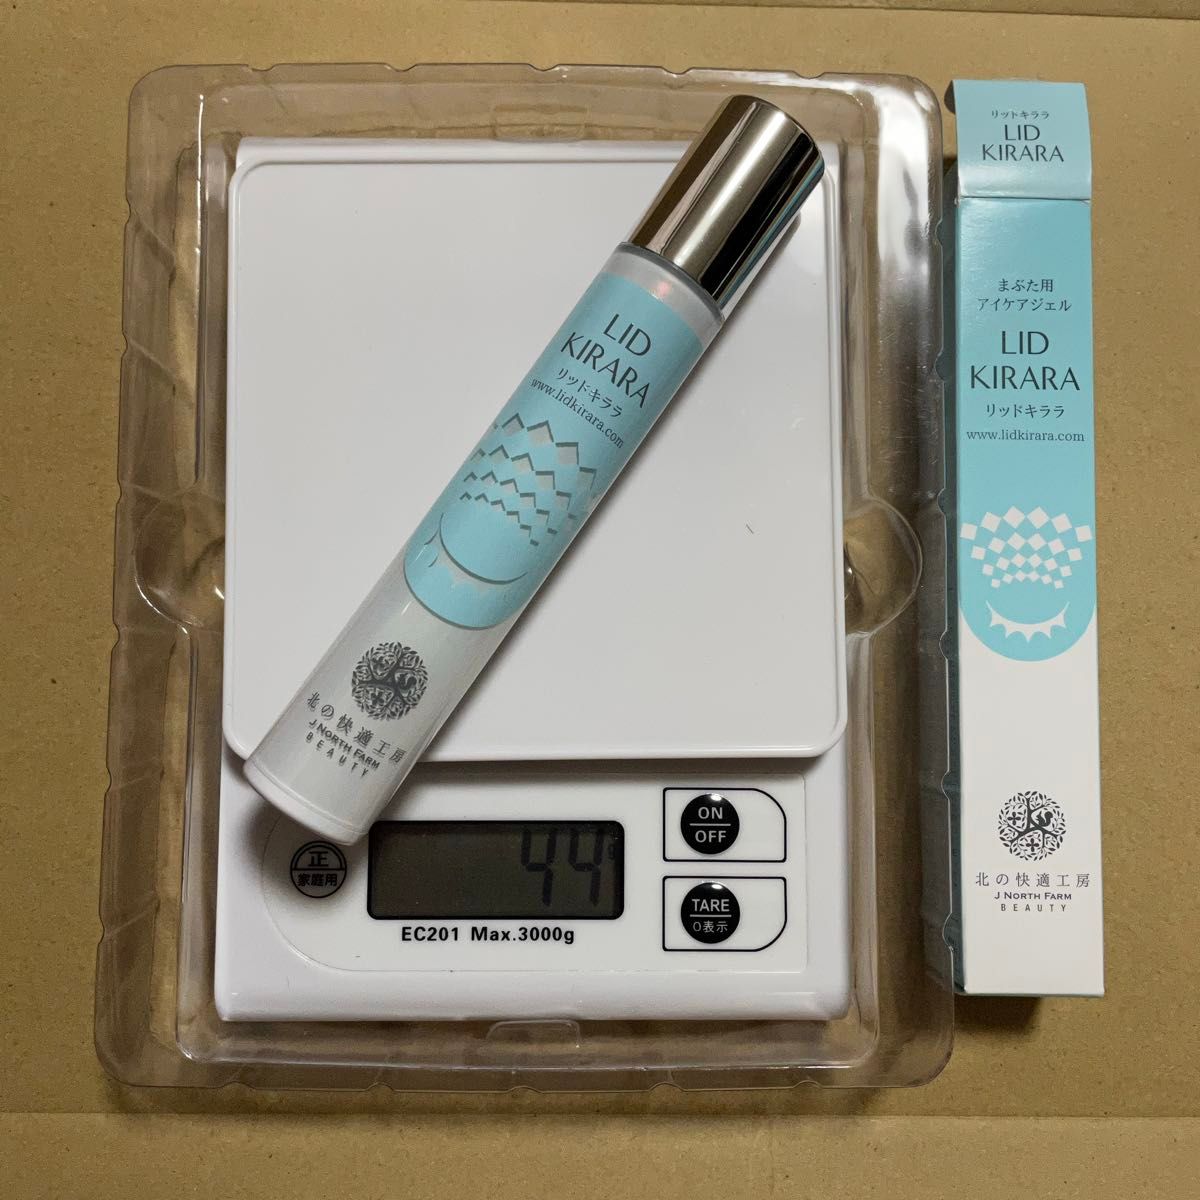 LID
KIRARA
リッドキララ
www.lidkirara.com
北の快適工房
J NORTH FARM
BEAUTY
リッドキララ
LID
KIRARA
まぶた用
アイケアジェル
LID
KIRARA
リッドキララ
www.lidkirara.com
北の快適工房
J NORTH FARM
BEAUTY
正
家庭用
44g
ON
OFF
TARE
0表示
EC201 Max.3000g